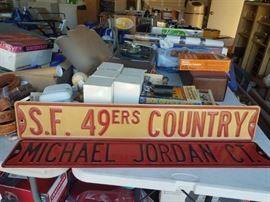 S.F. 49ERS COUNTRY
MICHAEL JORDAN CT.